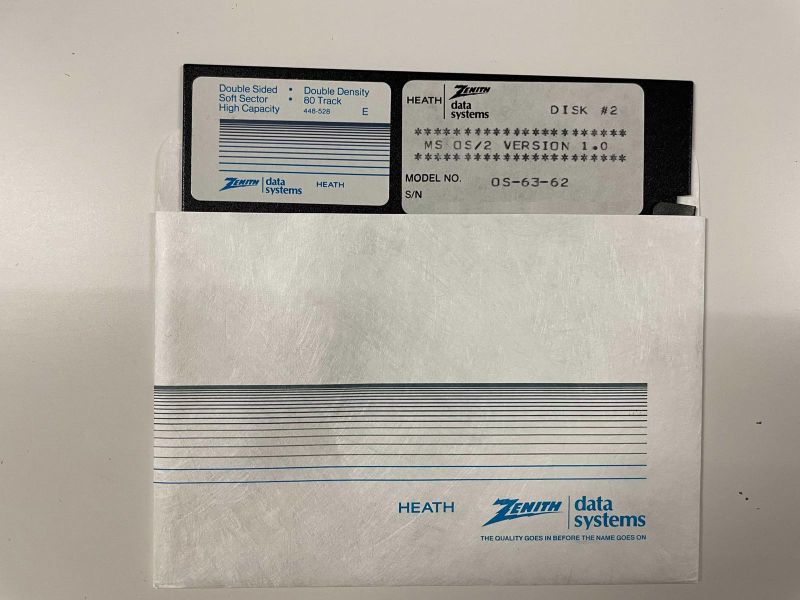 Double Sided • Double Density
Soft Sector • 80 Track
High Capacity 448-528 E
ZENITH data systems HEATH
HEATH ZENITH data systems DISK #2
*************************
MS OS/2 VERSION 1.0
*************************
MODEL NO. OS-63-62
S/N
HEATH ZENITH data systems
THE QUALITY GOES IN BEFORE THE NAME GOES ON